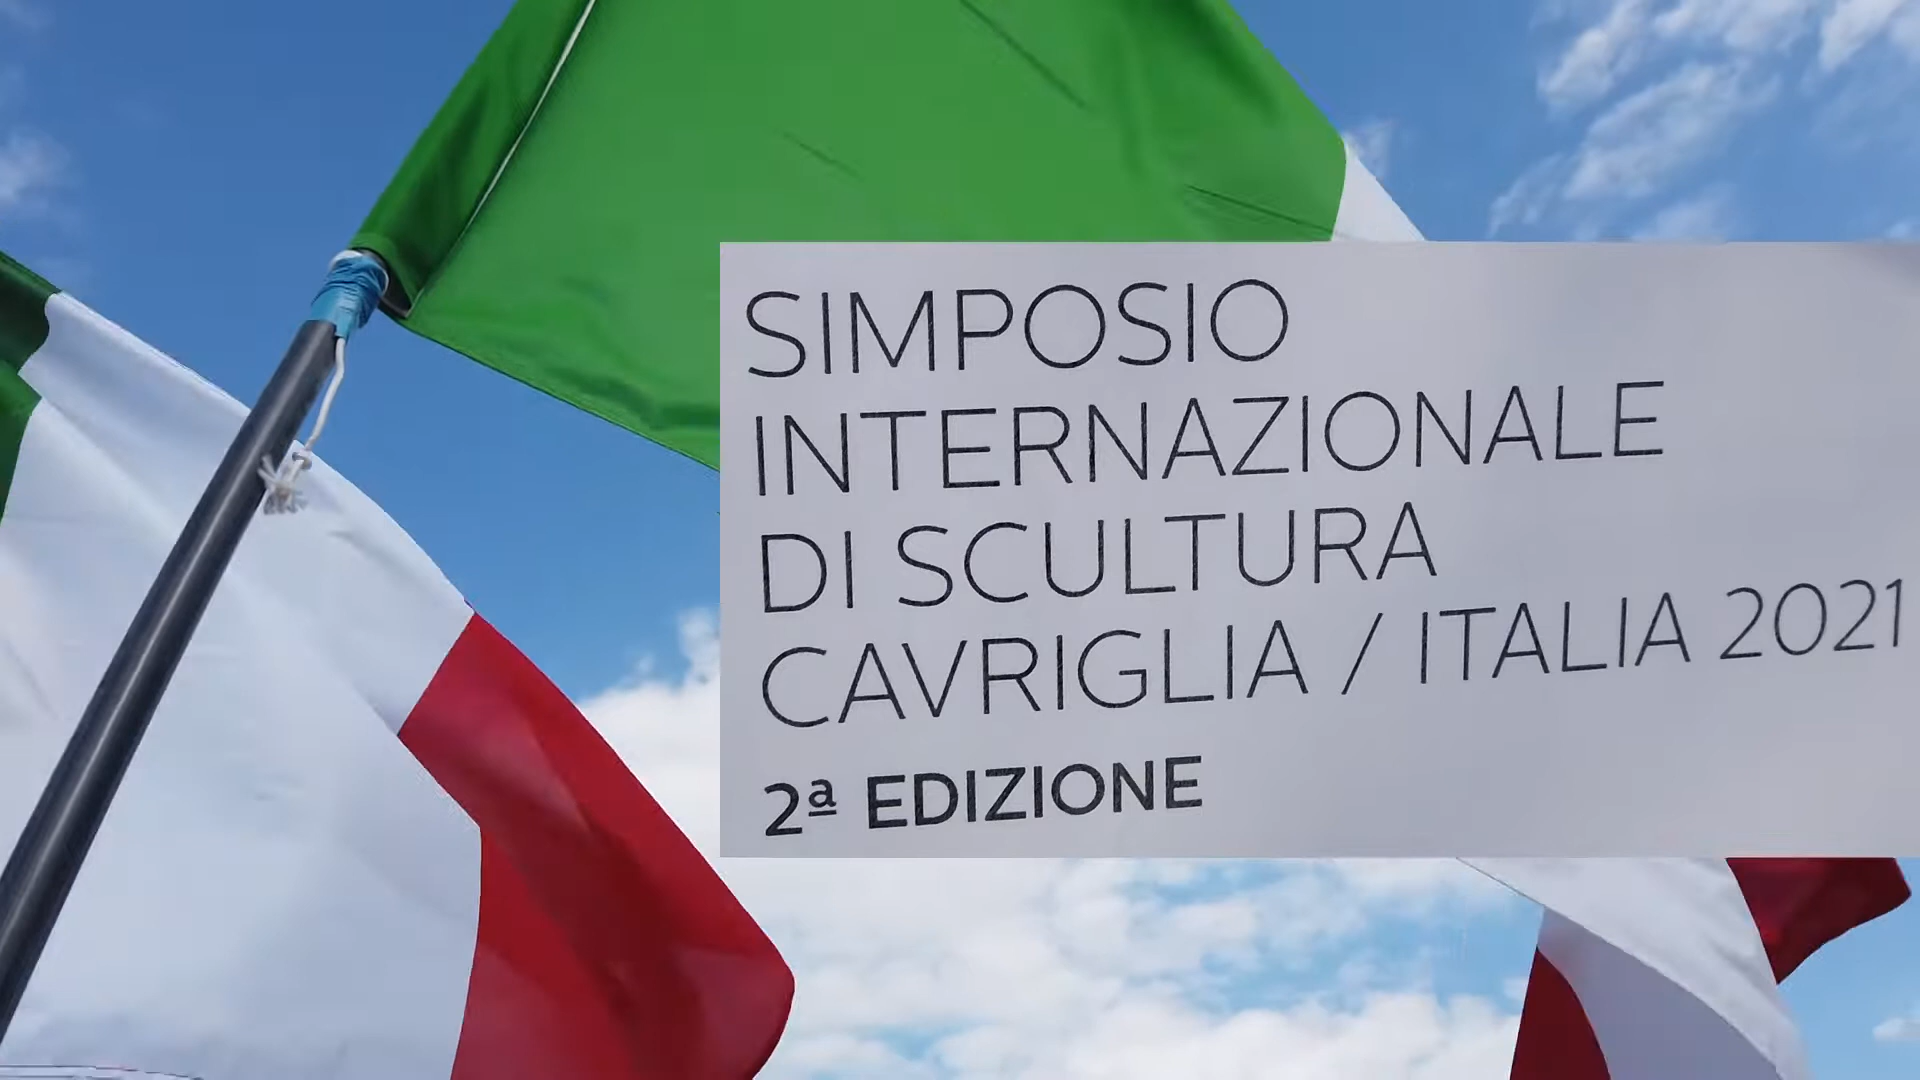 SIMPOSIO
INTERNAZIONALE
DI SCULTURA
CAVRIGLIA / ITALIA 2021
2ª EDIZIONE